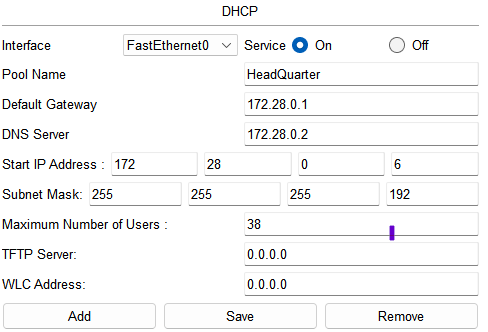 DHCP
Interface FastEthernet0 Service On Off
Pool Name HeadQuarter
Default Gateway 172.28.0.1
DNS Server 172.28.0.2
Start IP Address : 172 28 0 6
Subnet Mask: 255 255 255 192
Maximum Number of Users : 38
TFTP Server: 0.0.0.0
WLC Address: 0.0.0.0
Add Save Remove